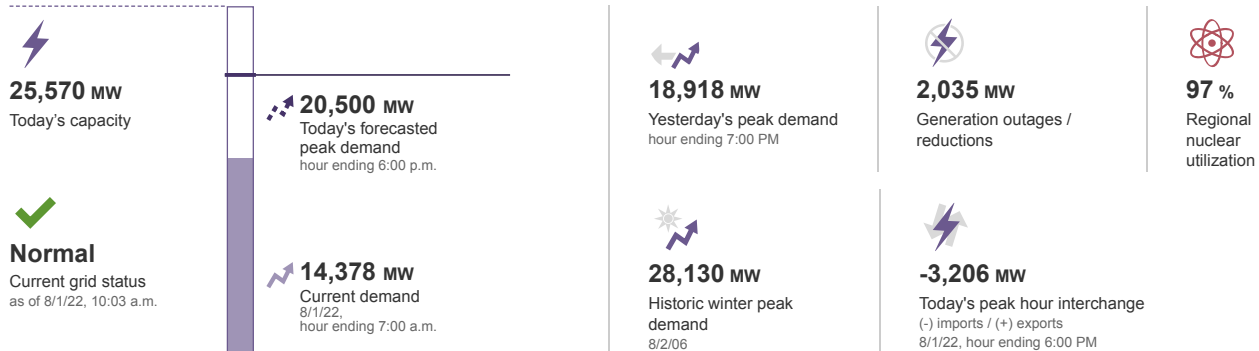 25,570 MW
Today's capacity
Normal
Current grid status
as of 8/1/22, 10:03 a.m.
20,500 MW
Today's forecasted
peak demand
hour ending 6:00 p.m.
14,378 MW
Current demand
8/1/22,
hour ending 7:00 a.m.
18,918 MW
Yesterday's peak demand
hour ending 7:00 PM
2,035 MW
Generation outages /
reductions
97 %
Regional
nuclear
utilization
28,130 MW
Historic winter peak
demand
8/2/06
-3,206 MW
Today's peak hour interchange
(-) imports / (+) exports
8/1/22, hour ending 6:00 PM